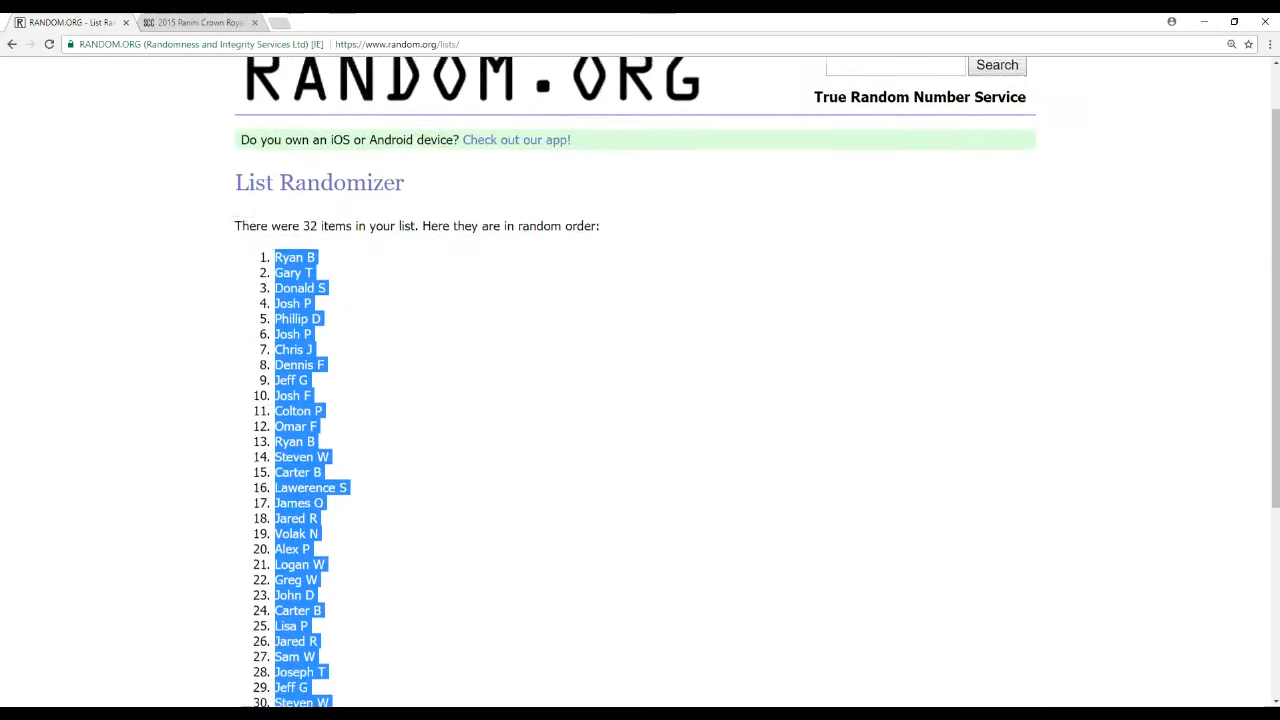 RANDOM.ORG - List Ra
2015 Panini Crown Roya
RANDOM.ORG (Randomness and Integrity Services Ltd) [IE] https://www.random.org/lists/
RANDOM.ORG
Search
True Random Number Service
Do you own an iOS or Android device? Check out our app!
List Randomizer
There were 32 items in your list. Here they are in random order:
1. Ryan B
2. Gary T
3. Donald S
4. Josh P
5. Phillip D
6. Josh P
7. Chris J
8. Dennis F
9. Jeff G
10. Josh F
11. Colton P
12. Omar F
13. Ryan B
14. Steven W
15. Carter B
16. Lawerence S
17. James O
18. Jared R
19. Volak N
20. Alex P
21. Logan W
22. Greg W
23. John D
24. Carter B
25. Lisa P
26. Jared R
27. Sam W
28. Joseph T
29. Jeff G
30. Steven W